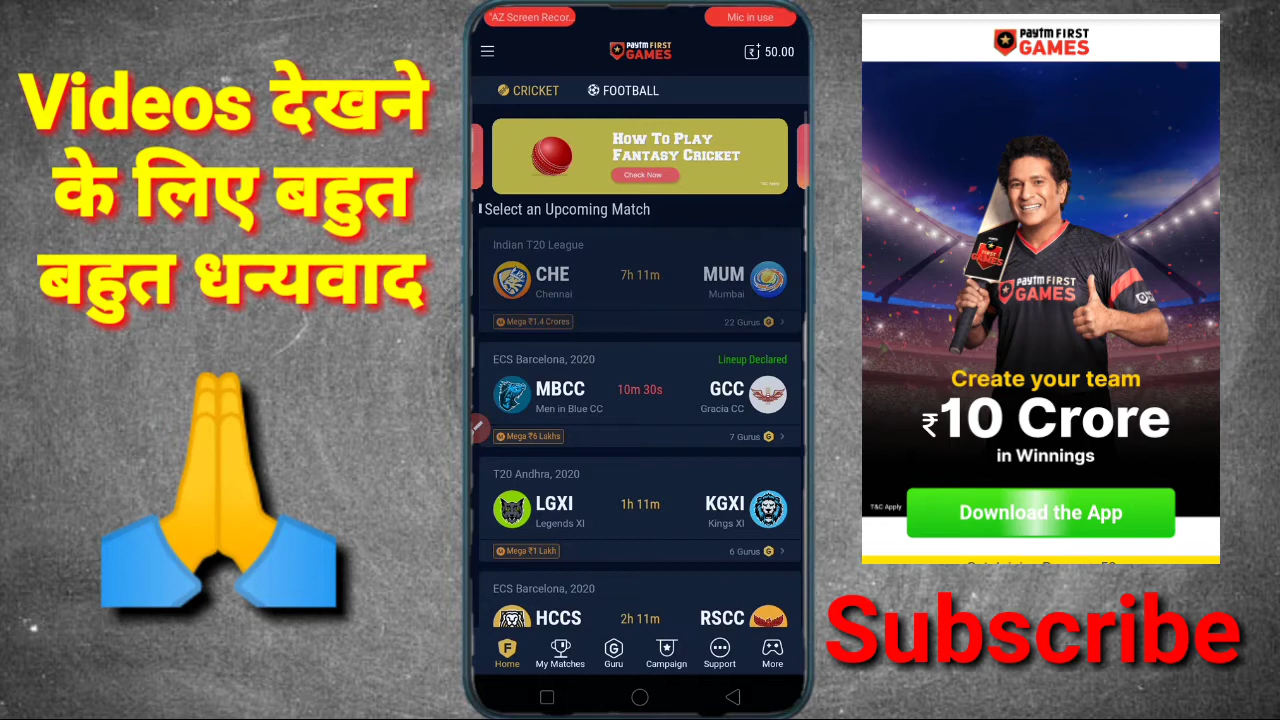 Videos देखने
के लिए बहुत
बहुत धन्यवाद
AZ Screen Recor...
Mic in use
PAYTM FIRST
GAMES
50.00
CRICKET
FOOTBALL
HOW TO PLAY
FANTASY CRICKET
Check Now
Select an Upcoming Match
Indian T20 League
CHE 7h 11m MUM
Chennai Mumbai
Mega ₹1.4 Crores 22 Gurus G
ECS Barcelona, 2020 Lineup Declared
MBCC 10m 30s GCC
Men in Blue CC Gracia CC
Mega ₹6 Lakhs 7 Gurus G
T20 Andhra, 2020
LGXI 1h 11m KGXI
Legends XI Kings XI
Mega ₹1 Lakh 6 Gurus G
ECS Barcelona, 2020
HCCS 2h 11m RSCC
Home My Matches Guru Campaign Support More
PAYTM FIRST
GAMES
PAYTM FIRST
GAMES
Create your team
₹10 Crore
in Winnings
T&C Apply
Download the App
Subscribe